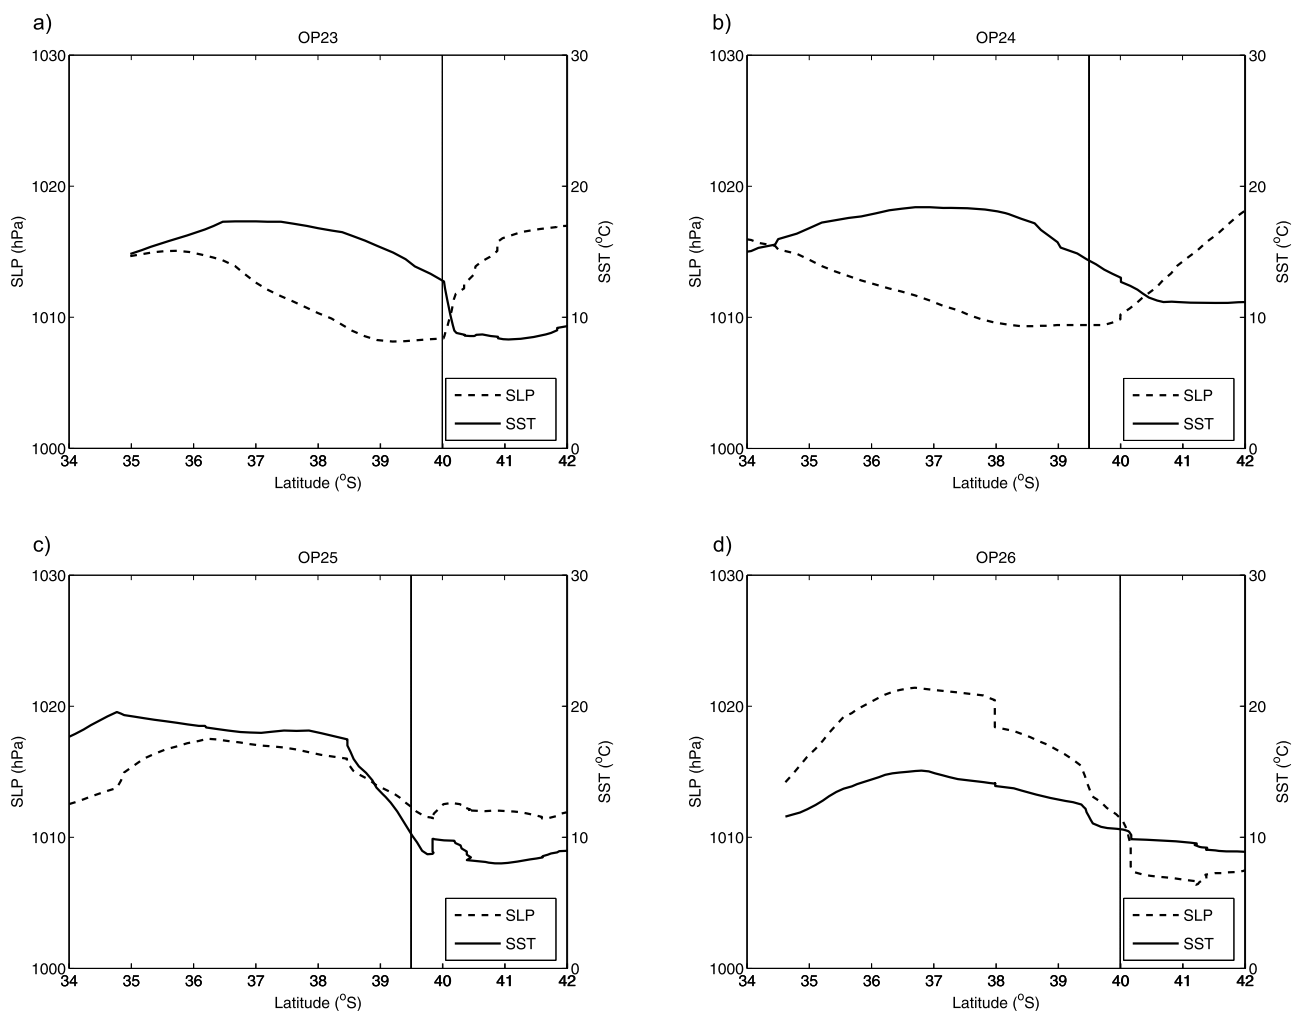 a)
OP23
1030
1020
1010
1000
SLP (hPa)
30
20
10
0
SST (°C)
SLP
SST
34 35 36 37 38 39 40 41 42
Latitude (°S)
b)
OP24
1030
1020
1010
1000
SLP (hPa)
30
20
10
0
SST (°C)
SLP
SST
34 35 36 37 38 39 40 41 42
Latitude (°S)
c)
OP25
1030
1020
1010
1000
SLP (hPa)
30
20
10
0
SST (°C)
SLP
SST
34 35 36 37 38 39 40 41 42
Latitude (°S)
d)
OP26
1030
1020
1010
1000
SLP (hPa)
30
20
10
0
SST (°C)
SLP
SST
34 35 36 37 38 39 40 41 42
Latitude (°S)